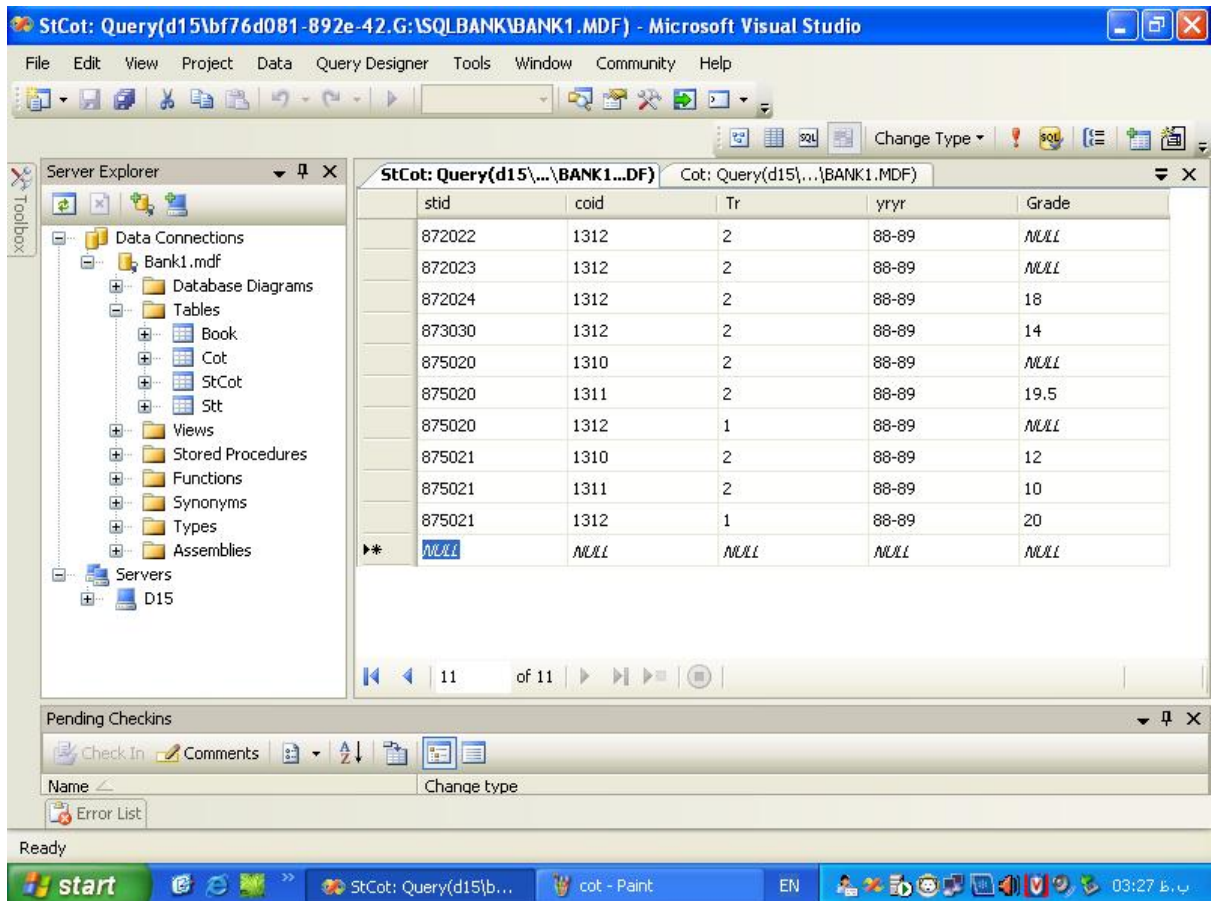 StCot: Query(d15\bf76d081-892e-42.G:\SQLBANK\BANK1.MDF) - Microsoft Visual Studio
File Edit View Project Data Query Designer Tools Window Community Help
SQL Change Type SQL
Toolbox
Server Explorer
Data Connections
Bank1.mdf
Database Diagrams
Tables
Book
Cot
StCot
Stt
Views
Stored Procedures
Functions
Synonyms
Types
Assemblies
Servers
D15
StCot: Query(d15\...\BANK1...DF) Cot: Query(d15\...\BANK1.MDF)
stid coid Tr yryr Grade
872022 1312 2 88-89 NULL
872023 1312 2 88-89 NULL
872024 1312 2 88-89 18
873030 1312 2 88-89 14
875020 1310 2 88-89 NULL
875020 1311 2 88-89 19.5
875020 1312 1 88-89 NULL
875021 1310 2 88-89 12
875021 1311 2 88-89 10
875021 1312 1 88-89 20
NULL NULL NULL NULL NULL
11 of 11
Pending Checkins
Check In Comments
Name Change type
Error List
Ready
start StCot: Query(d15\b... cot - Paint EN 03:27 ب.ظ